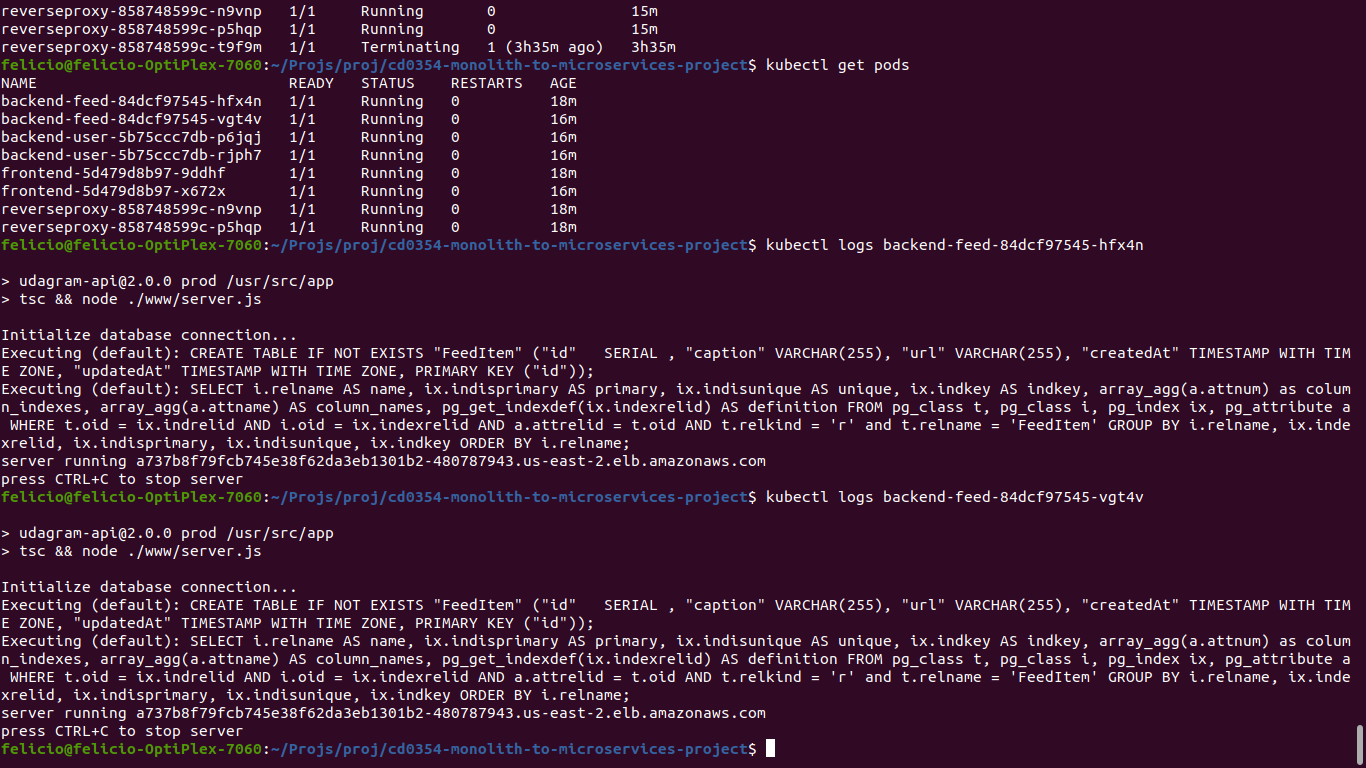 reverseproxy-858748599c-n9vnp   1/1     Running       0               15m
reverseproxy-858748599c-p5hqp   1/1     Running       0               15m
reverseproxy-858748599c-t9f9m   1/1     Terminating   1 (3h35m ago)   3h35m
felicio@felicio-OptiPlex-7060:~/Projs/proj/cd0354-monolith-to-microservices-project$ kubectl get pods
NAME                            READY   STATUS    RESTARTS   AGE
backend-feed-84dcf97545-hfx4n   1/1     Running   0          18m
backend-feed-84dcf97545-vgt4v   1/1     Running   0          16m
backend-user-5b75ccc7db-p6jqj   1/1     Running   0          16m
backend-user-5b75ccc7db-rjph7   1/1     Running   0          16m
frontend-5d479d8b97-9ddhf       1/1     Running   0          18m
frontend-5d479d8b97-x672x       1/1     Running   0          16m
reverseproxy-858748599c-n9vnp   1/1     Running   0          18m
reverseproxy-858748599c-p5hqp   1/1     Running   0          18m
felicio@felicio-OptiPlex-7060:~/Projs/proj/cd0354-monolith-to-microservices-project$ kubectl logs backend-feed-84dcf97545-hfx4n
> udagram-api@2.0.0 prod /usr/src/app
> tsc && node ./www/server.js
Initialize database connection...
Executing (default): CREATE TABLE IF NOT EXISTS "FeedItem" ("id"   SERIAL , "caption" VARCHAR(255), "url" VARCHAR(255), "createdAt" TIMESTAMP WITH TIM
E ZONE, "updatedAt" TIMESTAMP WITH TIME ZONE, PRIMARY KEY ("id"));
Executing (default): SELECT i.relname AS name, ix.indisprimary AS primary, ix.indisunique AS unique, ix.indkey AS indkey, array_agg(a.attnum) as colum
n_indexes, array_agg(a.attname) AS column_names, pg_get_indexdef(ix.indexrelid) AS definition FROM pg_class t, pg_class i, pg_index ix, pg_attribute a
 WHERE t.oid = ix.indrelid AND i.oid = ix.indexrelid AND a.attrelid = t.oid AND t.relkind = 'r' and t.relname = 'FeedItem' GROUP BY i.relname, ix.inde
xrelid, ix.indisprimary, ix.indisunique, ix.indkey ORDER BY i.relname;
server running a737b8f79fcb745e38f62da3eb1301b2-480787943.us-east-2.elb.amazonaws.com
press CTRL+C to stop server
felicio@felicio-OptiPlex-7060:~/Projs/proj/cd0354-monolith-to-microservices-project$ kubectl logs backend-feed-84dcf97545-vgt4v
> udagram-api@2.0.0 prod /usr/src/app
> tsc && node ./www/server.js
Initialize database connection...
Executing (default): CREATE TABLE IF NOT EXISTS "FeedItem" ("id"   SERIAL , "caption" VARCHAR(255), "url" VARCHAR(255), "createdAt" TIMESTAMP WITH TIM
E ZONE, "updatedAt" TIMESTAMP WITH TIME ZONE, PRIMARY KEY ("id"));
Executing (default): SELECT i.relname AS name, ix.indisprimary AS primary, ix.indisunique AS unique, ix.indkey AS indkey, array_agg(a.attnum) as colum
n_indexes, array_agg(a.attname) AS column_names, pg_get_indexdef(ix.indexrelid) AS definition FROM pg_class t, pg_class i, pg_index ix, pg_attribute a
 WHERE t.oid = ix.indrelid AND i.oid = ix.indexrelid AND a.attrelid = t.oid AND t.relkind = 'r' and t.relname = 'FeedItem' GROUP BY i.relname, ix.inde
xrelid, ix.indisprimary, ix.indisunique, ix.indkey ORDER BY i.relname;
server running a737b8f79fcb745e38f62da3eb1301b2-480787943.us-east-2.elb.amazonaws.com
press CTRL+C to stop server
felicio@felicio-OptiPlex-7060:~/Projs/proj/cd0354-monolith-to-microservices-project$